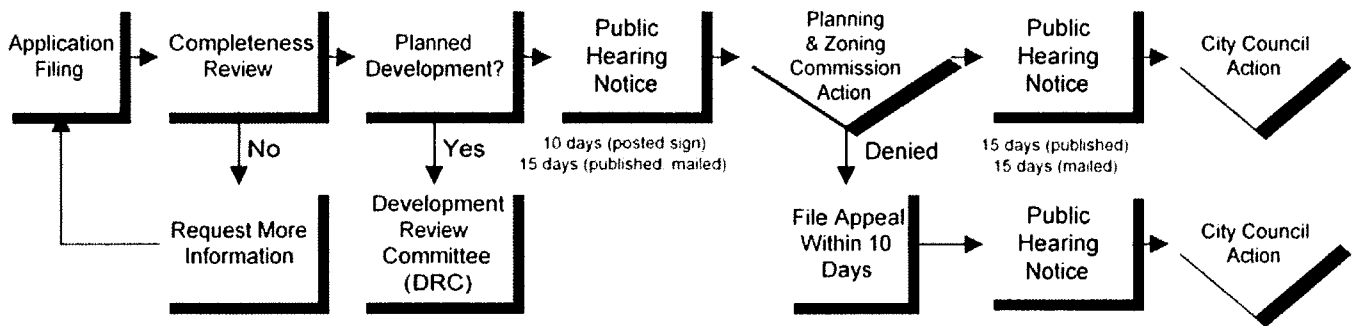 Application
Filing
Completeness
Review
Planned
Development?
Public
Hearing
Notice
Planning
& Zoning
Commission
Action
Public
Hearing
Notice
City Council
Action
No
Yes
10 days (posted sign)
15 days (published, mailed)
Denied
15 days (published)
15 days (mailed)
Request More
Information
Development
Review
Committee
(DRC)
File Appeal
Within 10
Days
Public
Hearing
Notice
City Council
Action